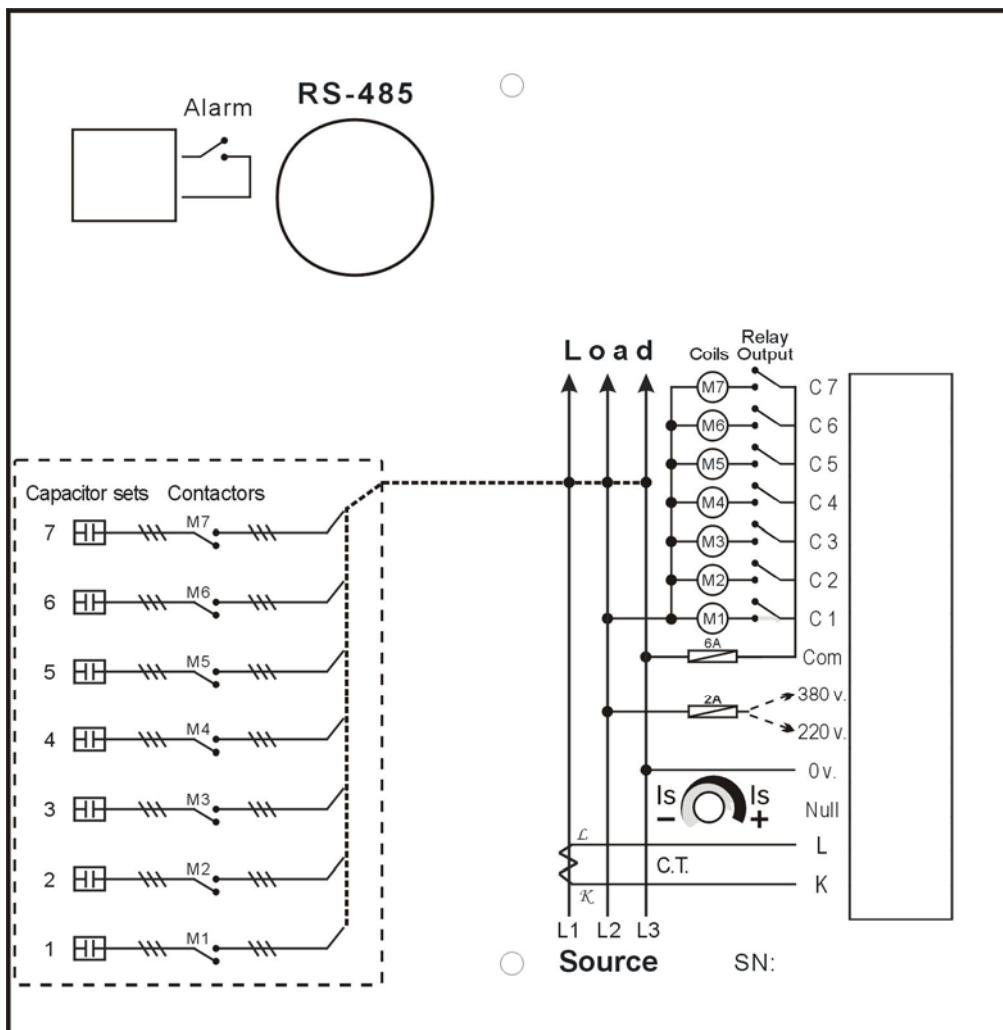 RS-485
Alarm
Load
Coils
Relay
Output
M7 C 7
M6 C 6
M5 C 5
M4 C 4
M3 C 3
M2 C 2
M1 C 1
6A
Com
2A
380 v.
220 v.
0v.
Is Is
- +
Null
L
L
C.T.
K
K
L1 L2 L3
Source
SN:
Capacitor sets Contactors
7 M7
6 M6
5 M5
4 M4
3 M3
2 M2
1 M1